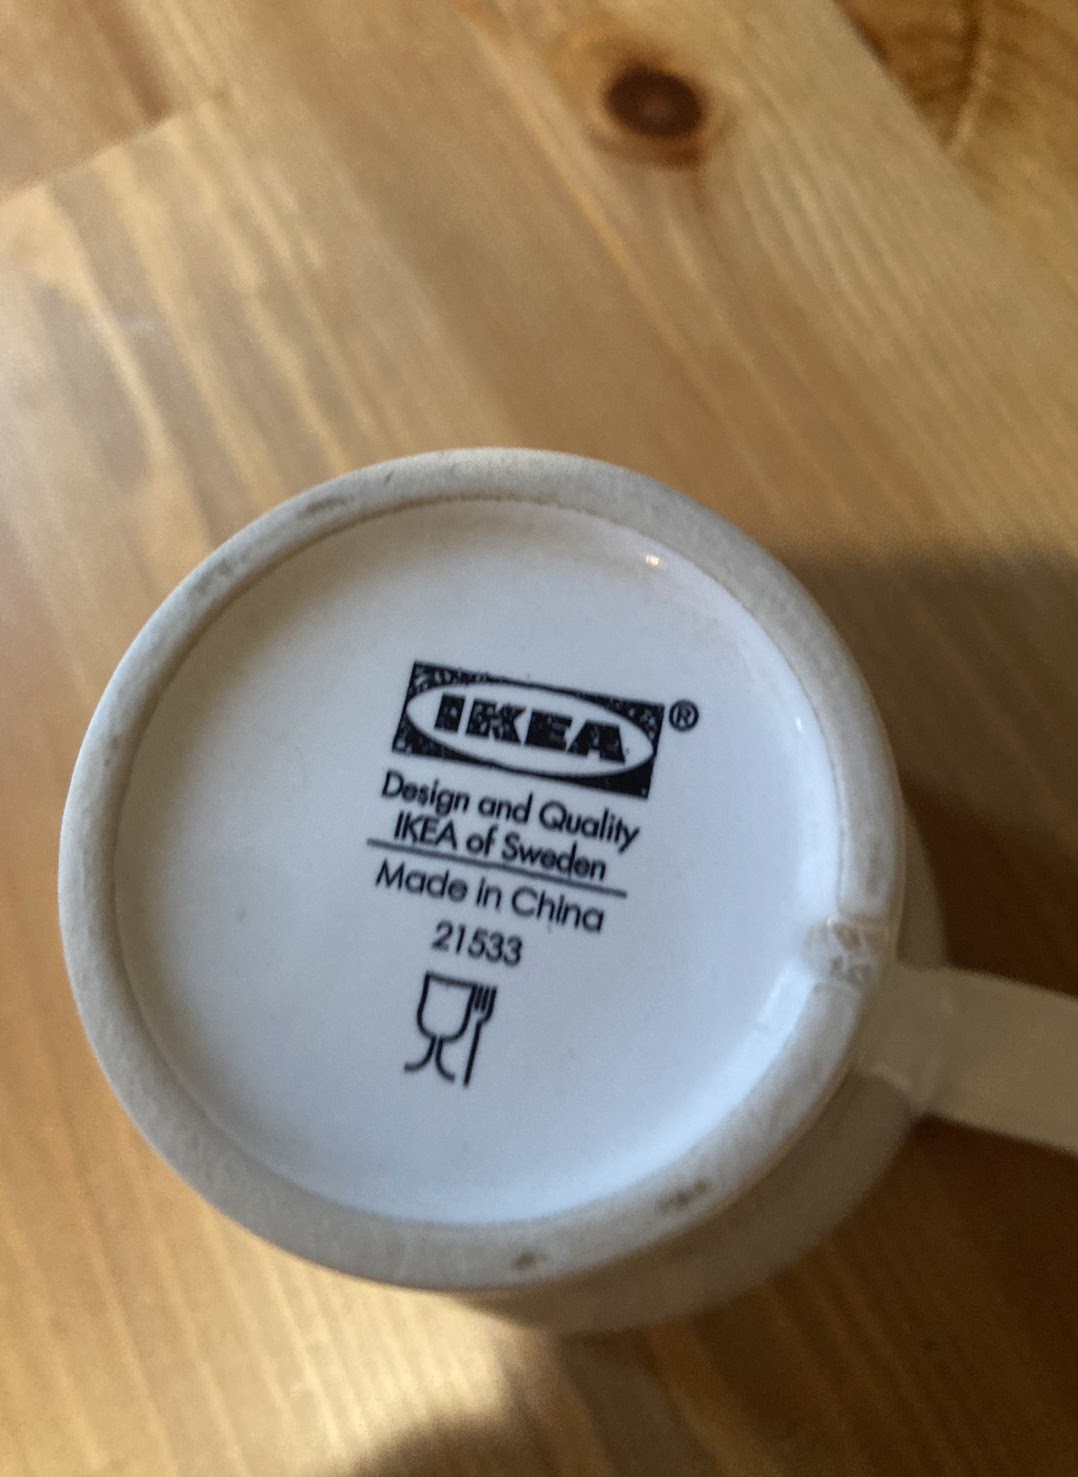 IKEA®
Design and Quality
IKEA of Sweden
Made in China
21533